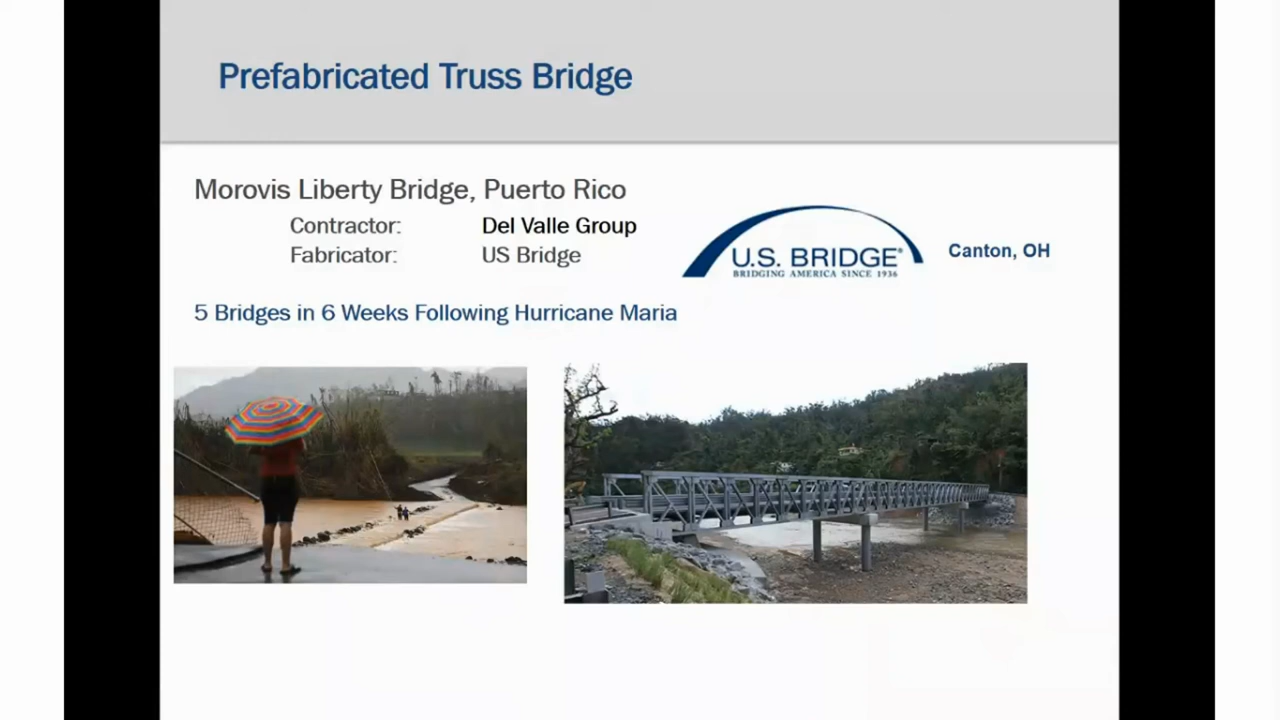 Prefabricated Truss Bridge
Morovis Liberty Bridge, Puerto Rico
Contractor: Del Valle Group
Fabricator: US Bridge
U.S. BRIDGE®
BRIDGING AMERICA SINCE 1936
Canton, OH
5 Bridges in 6 Weeks Following Hurricane Maria